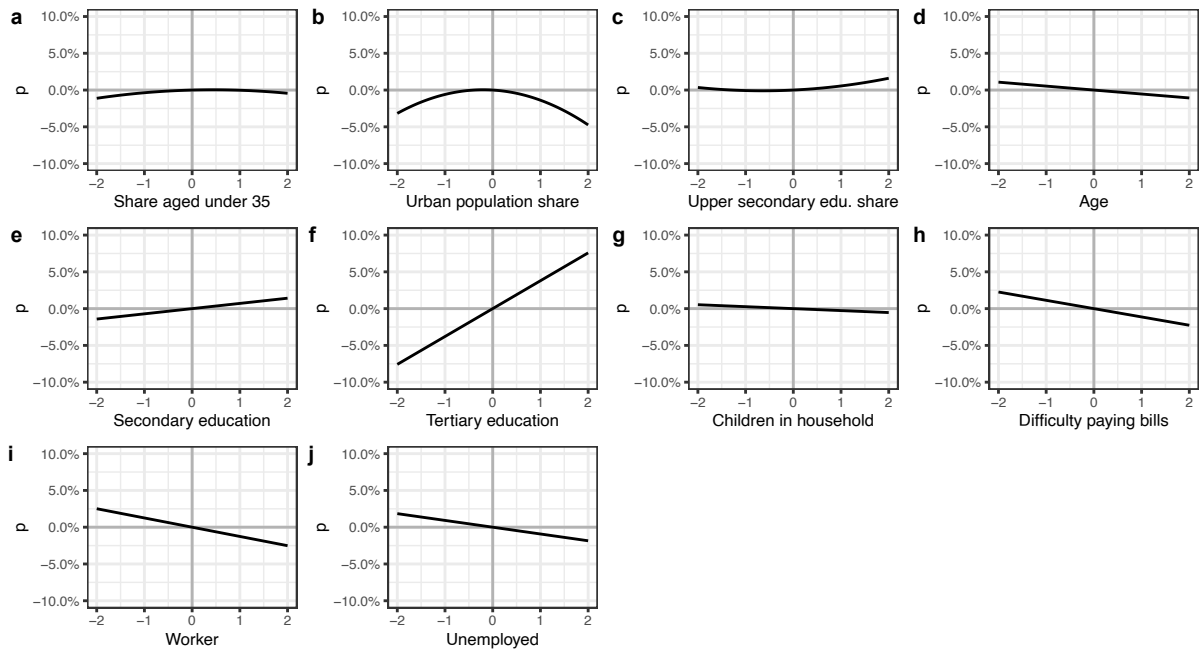 a
10.0%
5.0%
0.0%
−5.0%
−10.0%
p
−2 −1 0 1 2
Share aged under 35
b
10.0%
5.0%
0.0%
−5.0%
−10.0%
p
−2 −1 0 1 2
Urban population share
c
10.0%
5.0%
0.0%
−5.0%
−10.0%
p
−2 −1 0 1 2
Upper secondary edu. share
d
10.0%
5.0%
0.0%
−5.0%
−10.0%
p
−2 −1 0 1 2
Age
e
10.0%
5.0%
0.0%
−5.0%
−10.0%
p
−2 −1 0 1 2
Secondary education
f
10.0%
5.0%
0.0%
−5.0%
−10.0%
p
−2 −1 0 1 2
Tertiary education
g
10.0%
5.0%
0.0%
−5.0%
−10.0%
p
−2 −1 0 1 2
Children in household
h
10.0%
5.0%
0.0%
−5.0%
−10.0%
p
−2 −1 0 1 2
Difficulty paying bills
i
10.0%
5.0%
0.0%
−5.0%
−10.0%
p
−2 −1 0 1 2
Worker
j
10.0%
5.0%
0.0%
−5.0%
−10.0%
p
−2 −1 0 1 2
Unemployed